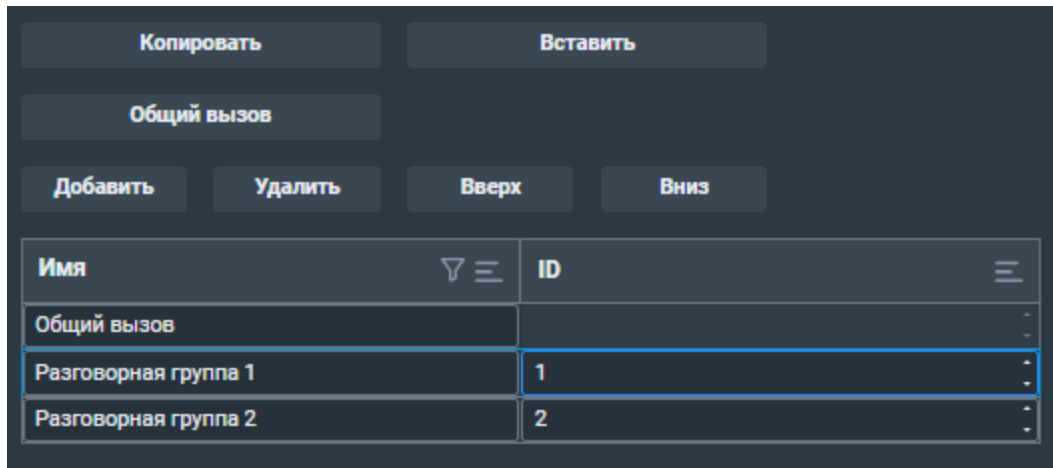 Копировать Вставить
Общий вызов
Добавить Удалить Вверх Вниз
Имя ID
Общий вызов
Разговорная группа 1 1
Разговорная группа 2 2